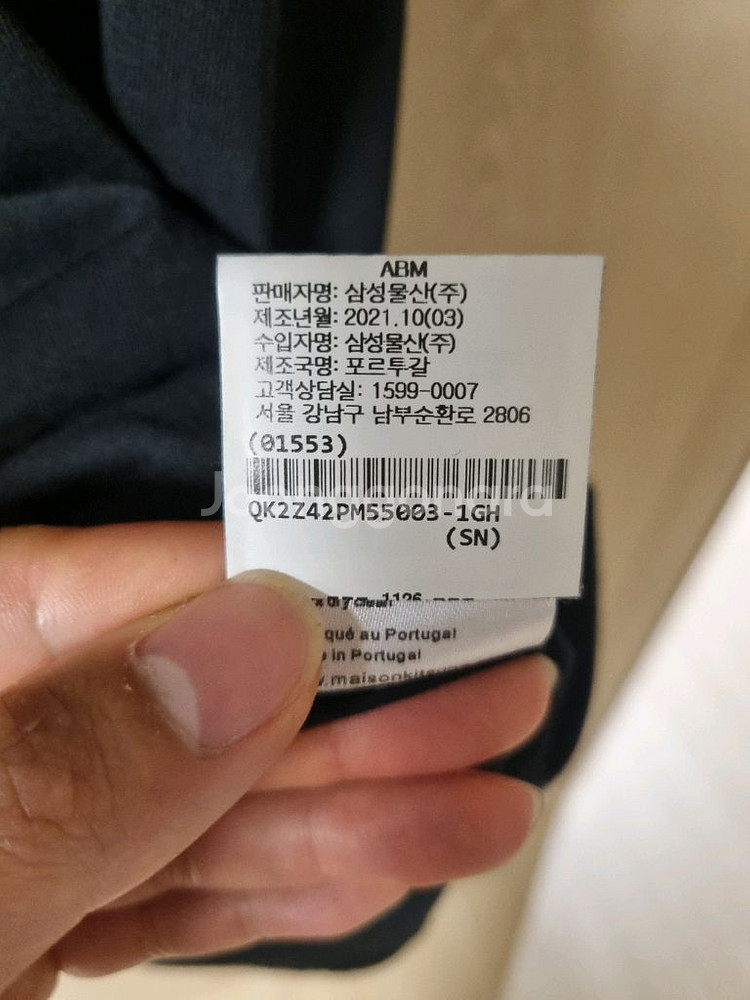 ABM
판매자명: 삼성물산(주)
제조년월: 2021.10(03)
수입자명: 삼성물산(주)
제조국명: 포르투갈
고객상담실: 1599-0007
서울 강남구 남부순환로 2806
(01553)
QK2Z42PM55003-1GH
(SN)
1126
qué au Portugal
in Portugal